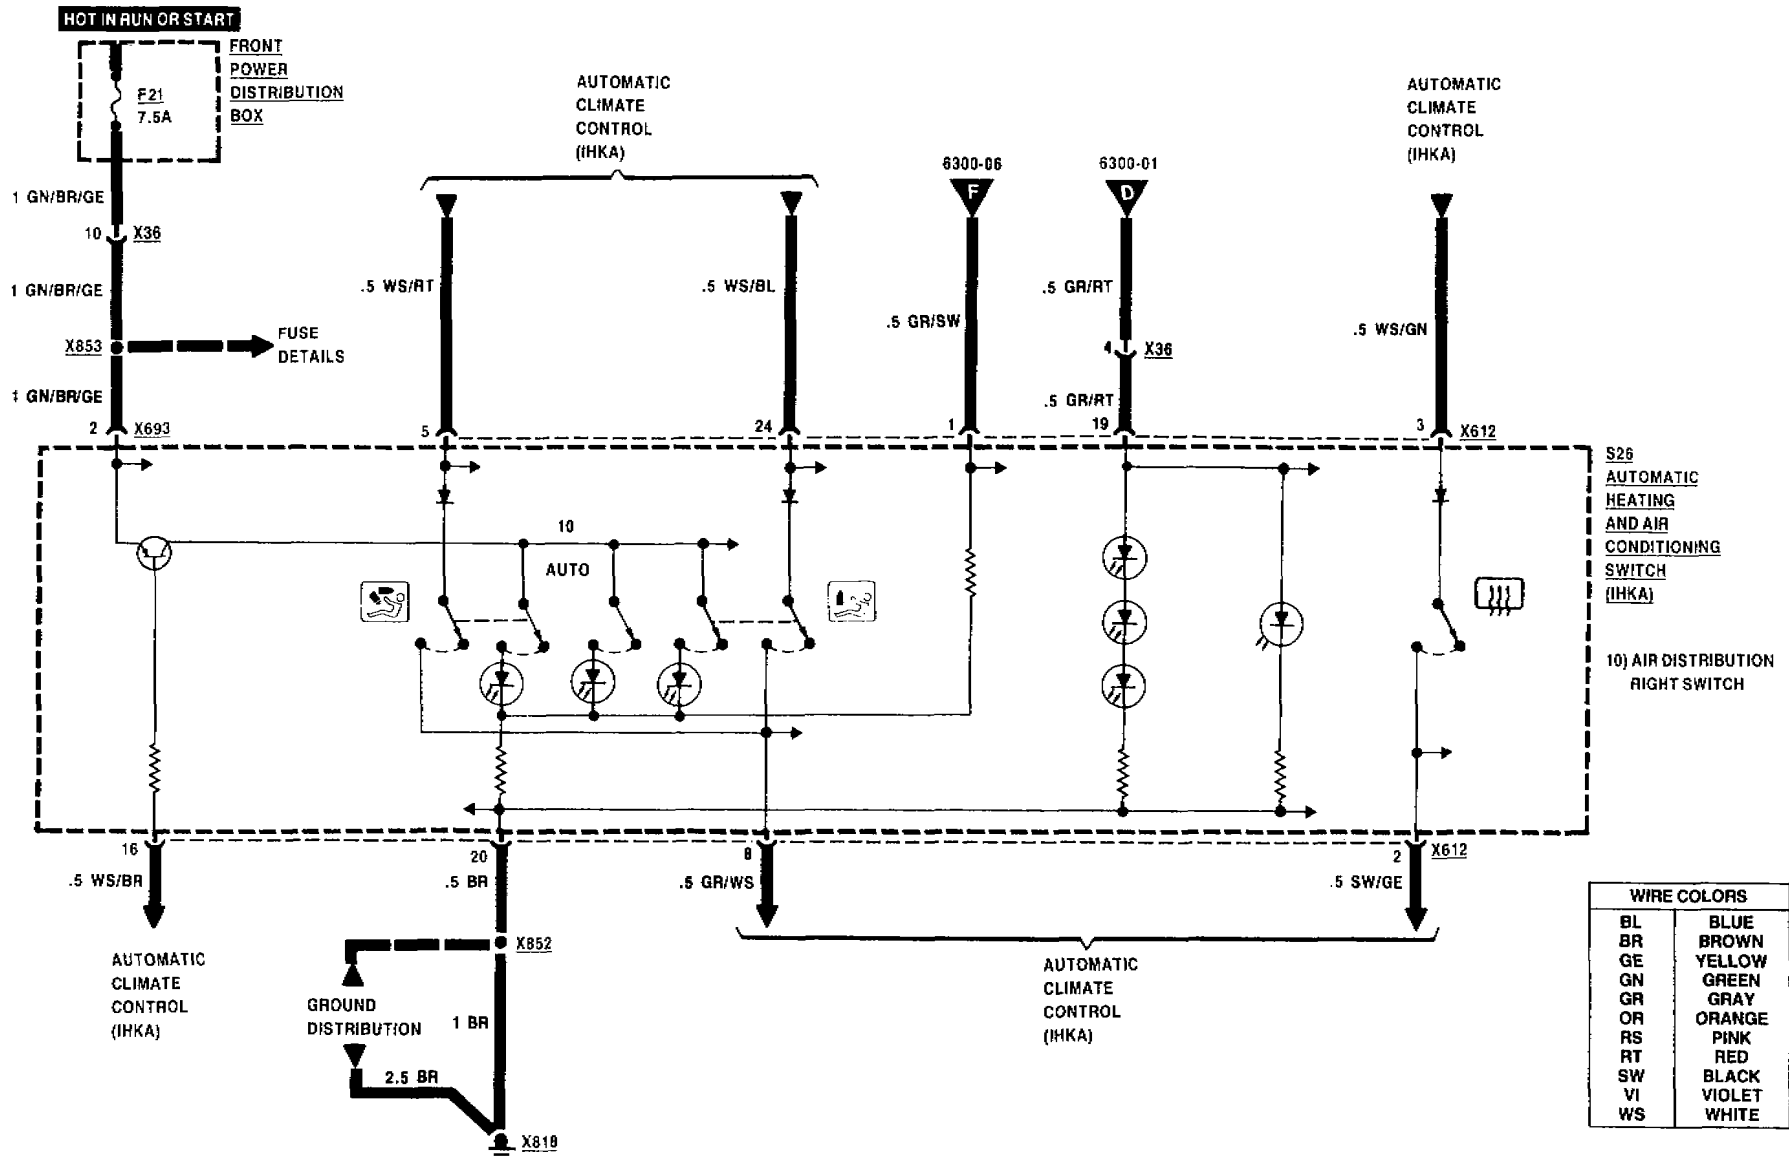 HOT IN RUN OR START
FRONT
POWER
DISTRIBUTION
BOX
F21
7.5A
1 GN/BR/GE
10 X36
1 GN/BR/GE
X853
FUSE
DETAILS
1 GN/BR/GE
2 X693
AUTOMATIC
CLIMATE
CONTROL
(IHKA)
.5 WS/RT
5
.5 WS/BL
24
6300-06
F
.5 GR/SW
1
6300-01
D
.5 GR/RT
4 X36
.5 GR/RT
19
AUTOMATIC
CLIMATE
CONTROL
(IHKA)
.5 WS/GN
3 X612
S26
AUTOMATIC
HEATING
AND AIR
CONDITIONING
SWITCH
(IHKA)
10) AIR DISTRIBUTION
RIGHT SWITCH
10
AUTO
16
.5 WS/BR
AUTOMATIC
CLIMATE
CONTROL
(IHKA)
20
.5 BR
X852
GROUND
DISTRIBUTION
1 BR
2.5 BR
X818
8
.5 GR/WS
2 X612
.5 SW/GE
AUTOMATIC
CLIMATE
CONTROL
(IHKA)
WIRE COLORS
BL BLUE
BR BROWN
GE YELLOW
GN GREEN
GR GRAY
OR ORANGE
RS PINK
RT RED
SW BLACK
VI VIOLET
WS WHITE